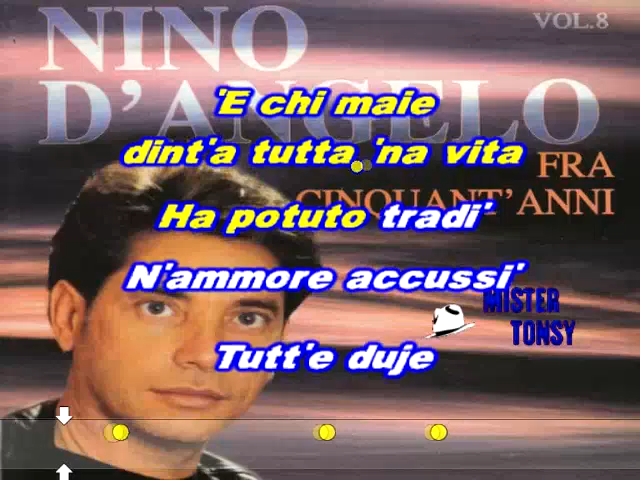 NINO
VOL.8
D'ANGELO
'E chi maie
dint'a tutta 'na vita
FRA
CINQUANT'ANNI
Ha potuto tradi'
N'ammore accussi'
MISTER
TONSY
Tutt'e duje